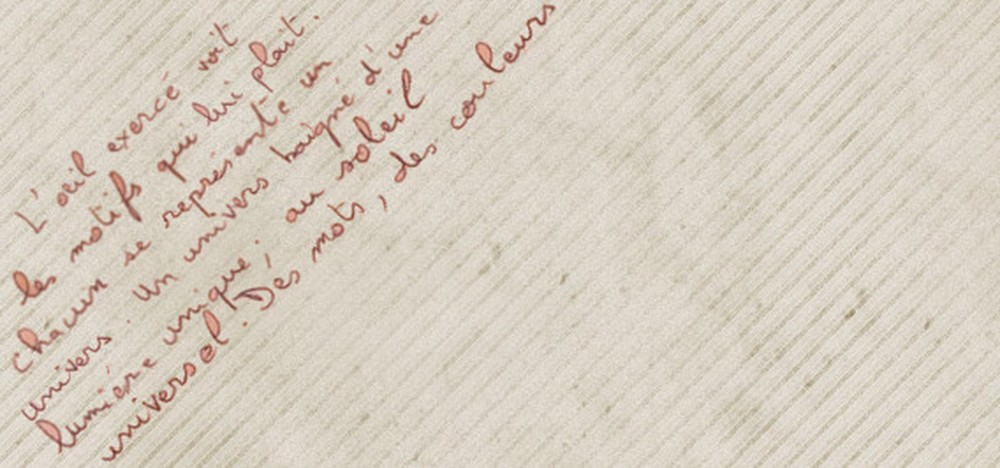 L'oeil exercé voit
les motifs qui lui plait.
Chacun se représente un
univers. Un univers baigné d'une
lumière unique, au soleil
universel. Des mots, des couleurs